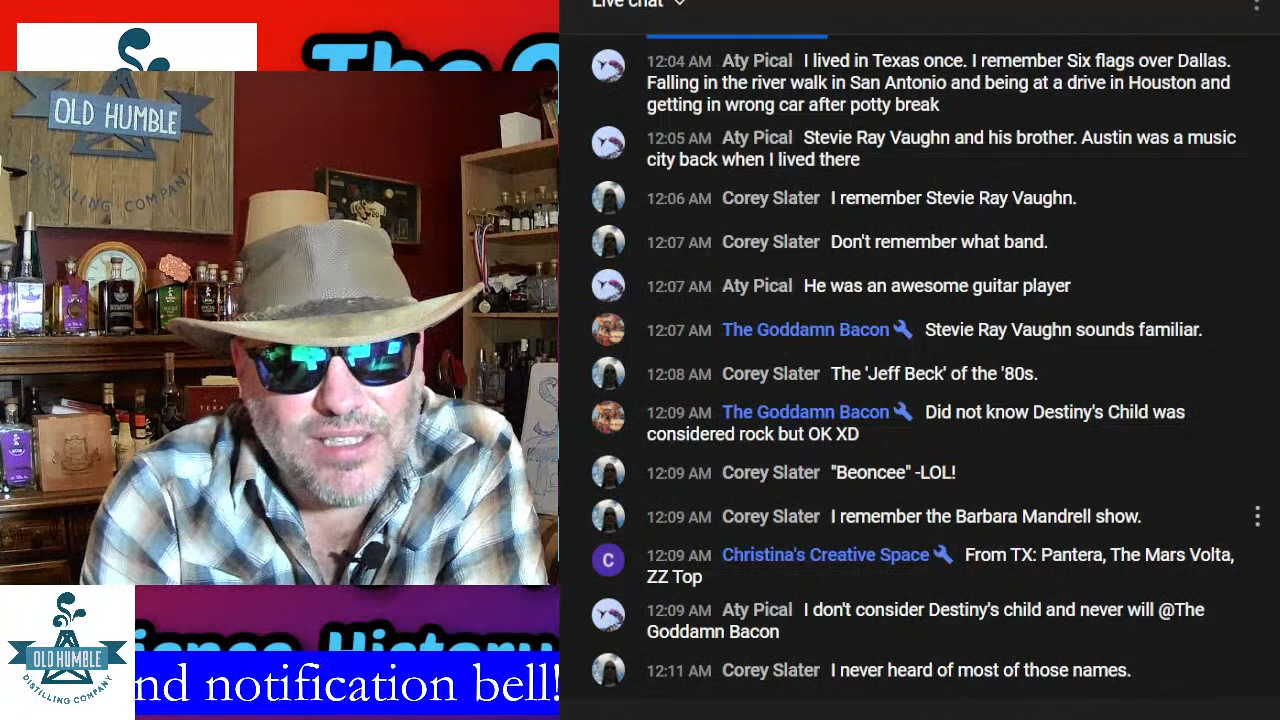 The
OLD HUMBLE
DISTILLING COMPANY
TEXA
OLD HUMBLE
DISTILLING COMPANY
ience History
nd notification bell!
Live chat
12:04 AM Aty Pical I lived in Texas once. I remember Six flags over Dallas.
Falling in the river walk in San Antonio and being at a drive in Houston and
getting in wrong car after potty break
12:05 AM Aty Pical Stevie Ray Vaughn and his brother. Austin was a music
city back when I lived there
12:06 AM Corey Slater I remember Stevie Ray Vaughn.
12:07 AM Corey Slater Don't remember what band.
12:07 AM Aty Pical He was an awesome guitar player
12:07 AM The Goddamn Bacon Stevie Ray Vaughn sounds familiar.
12:08 AM Corey Slater The 'Jeff Beck' of the '80s.
12:09 AM The Goddamn Bacon Did not know Destiny's Child was
considered rock but OK XD
12:09 AM Corey Slater "Beoncee" -LOL!
12:09 AM Corey Slater I remember the Barbara Mandrell show.
C
12:09 AM Christina's Creative Space From TX: Pantera, The Mars Volta,
ZZ Top
12:09 AM Aty Pical I don't consider Destiny's child and never will @The
Goddamn Bacon
12:11 AM Corey Slater I never heard of most of those names.